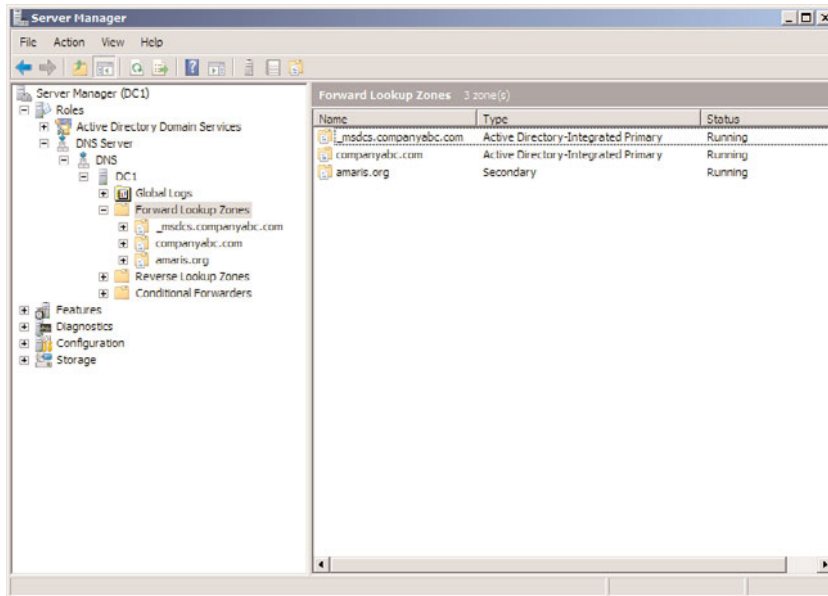 Server Manager
File Action View Help
Server Manager (DC1)
Roles
Active Directory Domain Services
DNS Server
DNS
DC1
Global Logs
Forward Lookup Zones
_msdcs.companyabc.com
companyabc.com
amaris.org
Reverse Lookup Zones
Conditional Forwarders
Features
Diagnostics
Configuration
Storage
Forward Lookup Zones 3 zone(s)
Name Type Status
_msdcs.companyabc.com Active Directory-Integrated Primary Running
companyabc.com Active Directory-Integrated Primary Running
amaris.org Secondary Running